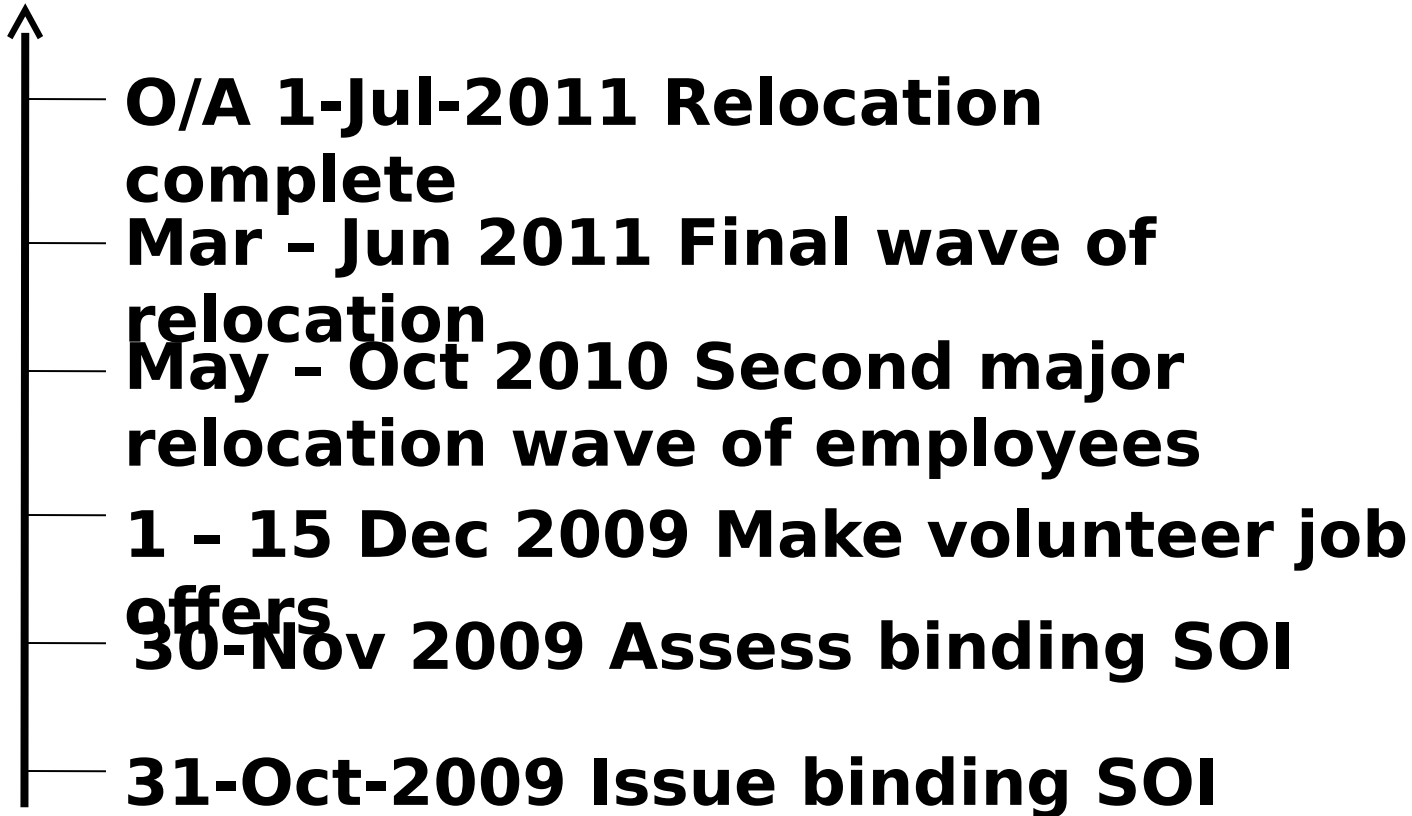 O/A 1-Jul-2011 Relocation
complete
Mar – Jun 2011 Final wave of
relocation
May – Oct 2010 Second major
relocation wave of employees
1 – 15 Dec 2009 Make volunteer job
offers
30-Nov 2009 Assess binding SOI
31-Oct-2009 Issue binding SOI